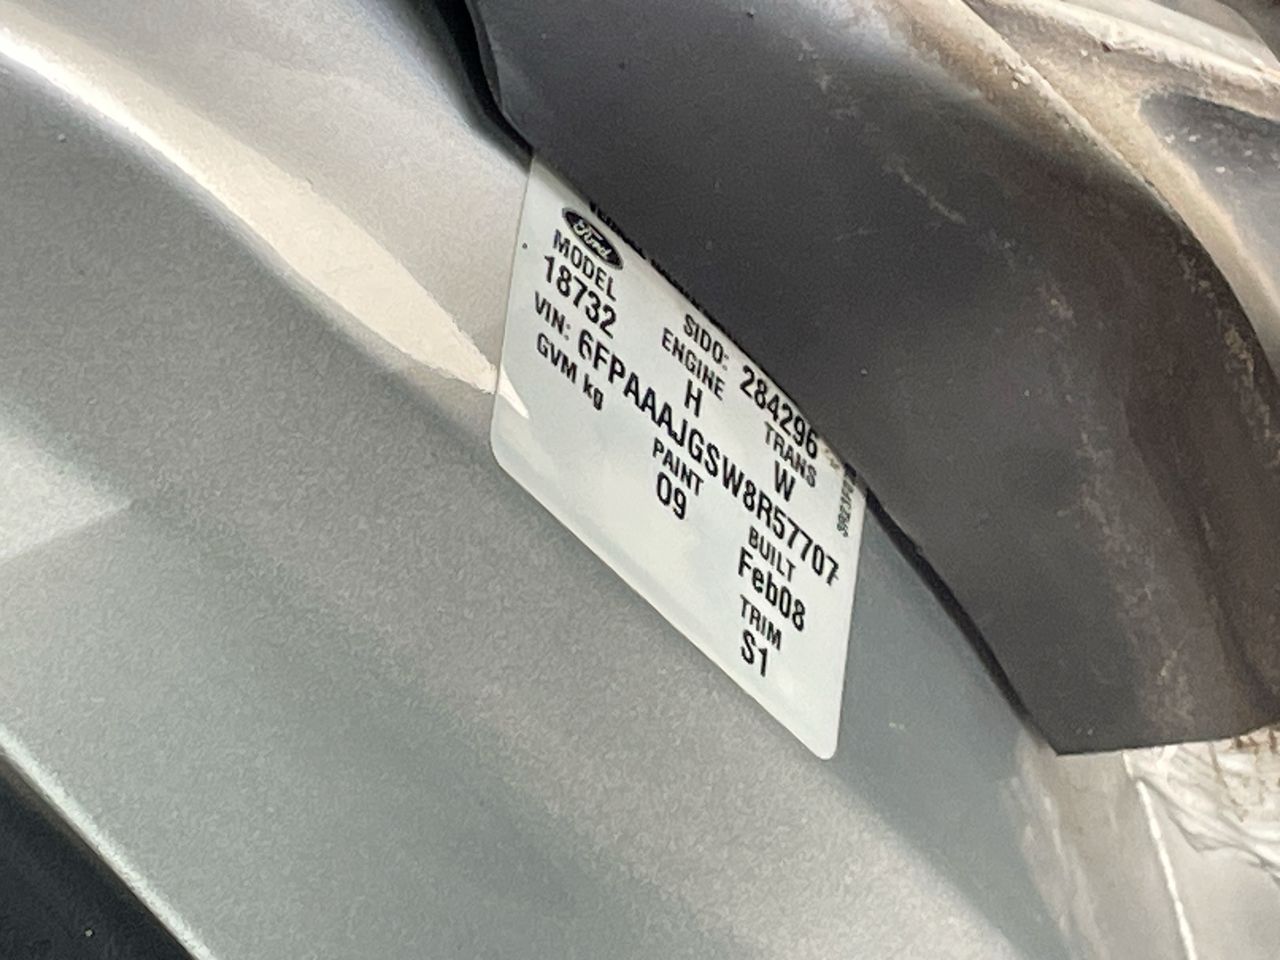 Ford
SIDO: 284296
MODEL ENGINE TRANS
18732 H W
VIN: 6FPAAAJGSW8R57707
GVM kg PAINT BUILT
09 Feb08
TRIM
S1